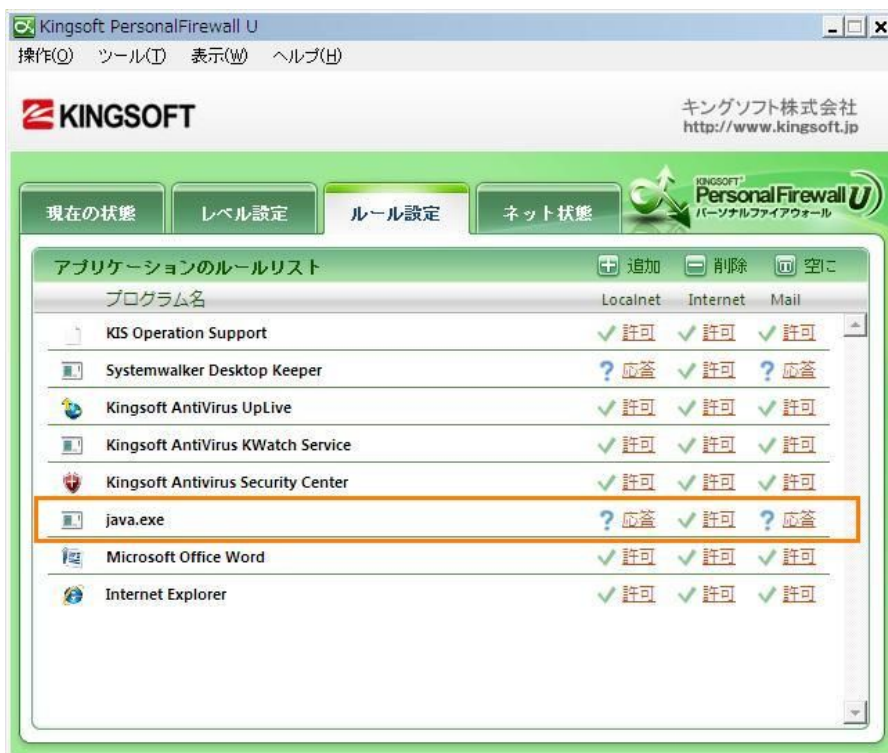 Kingsoft PersonalFirewall U
操作(O) ツール(T) 表示(W) ヘルプ(H)
KINGSOFT
キングソフト株式会社
http://www.kingsoft.jp
KINGSOFT
PersonalFirewall U
パーソナルファイアウォール
現在の状態 レベル設定 ルール設定 ネット状態
アプリケーションのルールリスト 追加 削除 空に
プログラム名 Localnet Internet Mail
KIS Operation Support 許可 許可 許可
Systemwalker Desktop Keeper ? 応答 許可 ? 応答
Kingsoft AntiVirus UpLive 許可 許可 許可
Kingsoft AntiVirus KWatch Service 許可 許可 許可
Kingsoft Antivirus Security Center 許可 許可 許可
java.exe ? 応答 許可 ? 応答
Microsoft Office Word 許可 許可 許可
Internet Explorer 許可 許可 許可